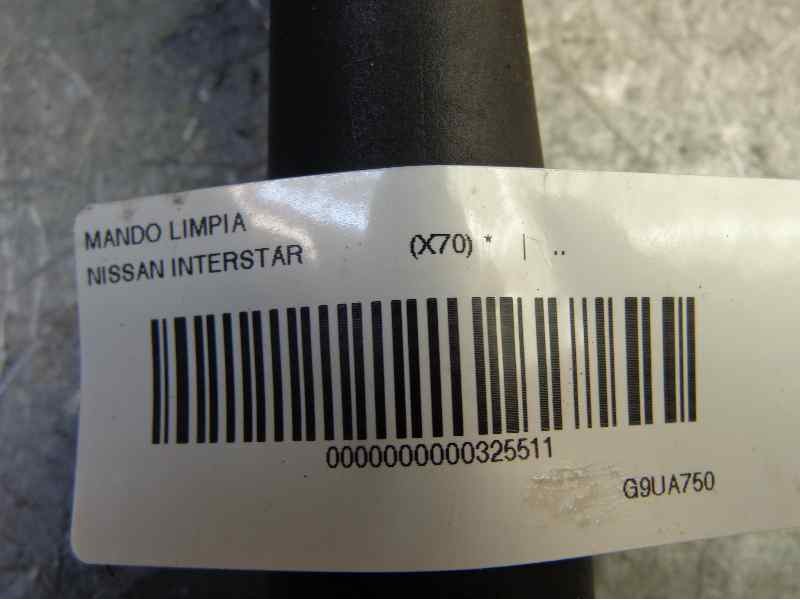 MANDO LIMPIA
NISSAN INTERSTAR (X70) * | ..
0000000000325511
G9UA750